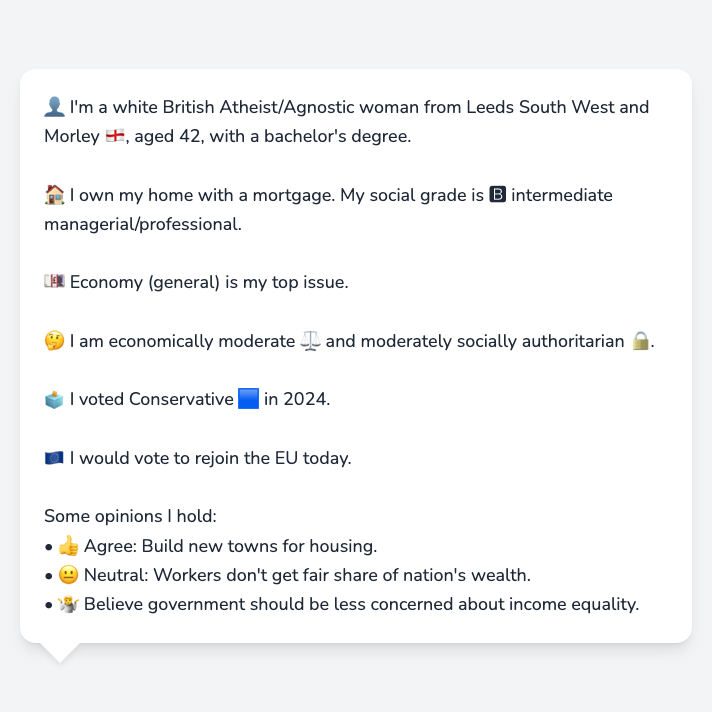 👤 I'm a white British Atheist/Agnostic woman from Leeds South West and
Morley 🏴󠁧󠁢󠁥󠁮󠁧󠁿, aged 42, with a bachelor's degree.
🏠 I own my home with a mortgage. My social grade is 🅱 intermediate
managerial/professional.
💷 Economy (general) is my top issue.
🤔 I am economically moderate ⚖️ and moderately socially authoritarian 🔒.
🗳️ I voted Conservative 🟦 in 2024.
🇪🇺 I would vote to rejoin the EU today.
Some opinions I hold:
• 👍 Agree: Build new towns for housing.
• 😐 Neutral: Workers don't get fair share of nation's wealth.
• 🤷 Believe government should be less concerned about income equality.